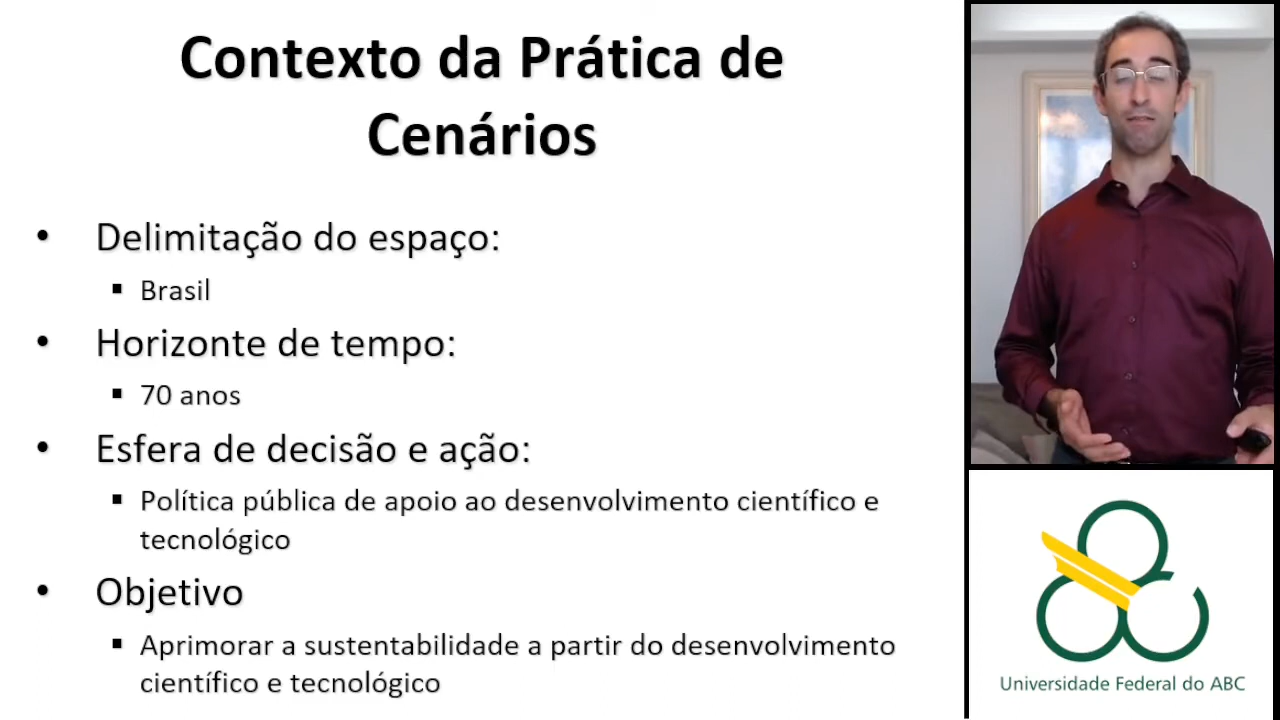 Contexto da Prática de
Cenários
• Delimitação do espaço:
▪ Brasil
• Horizonte de tempo:
▪ 70 anos
• Esfera de decisão e ação:
▪ Política pública de apoio ao desenvolvimento científico e
tecnológico
• Objetivo
▪ Aprimorar a sustentabilidade a partir do desenvolvimento
científico e tecnológico
Universidade Federal do ABC